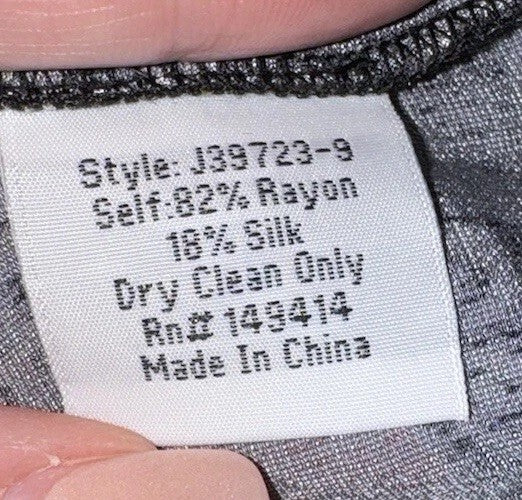 Style: J39723-9
Self:82% Rayon
18% Silk
Dry Clean Only
Rn# 149414
Made In China